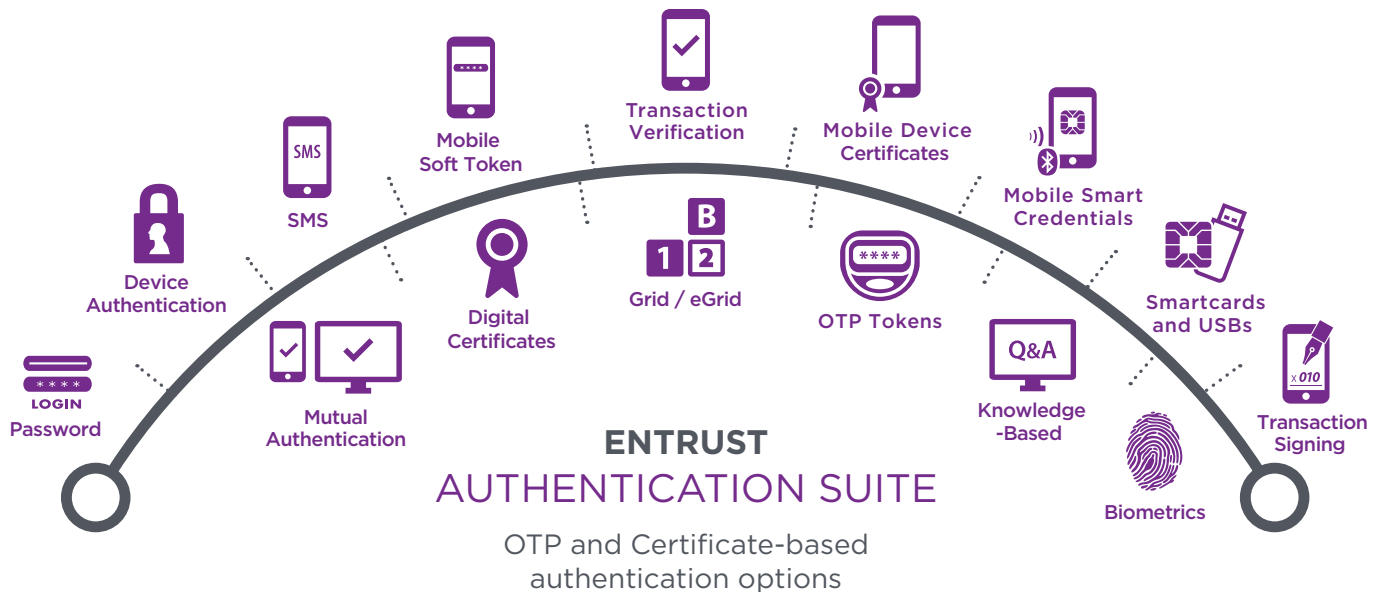 ****
LOGIN
Password
Device
Authentication
SMS
SMS
****
Mobile
Soft Token
Transaction
Verification
Mobile Device
Certificates
Mobile Smart
Credentials
Smartcards
and USBs
x 010
Transaction
Signing
Mutual
Authentication
Digital
Certificates
B
1 2
Grid / eGrid
****
OTP Tokens
Q&A
Knowledge
-Based
Biometrics
ENTRUST
AUTHENTICATION SUITE
OTP and Certificate-based
authentication options